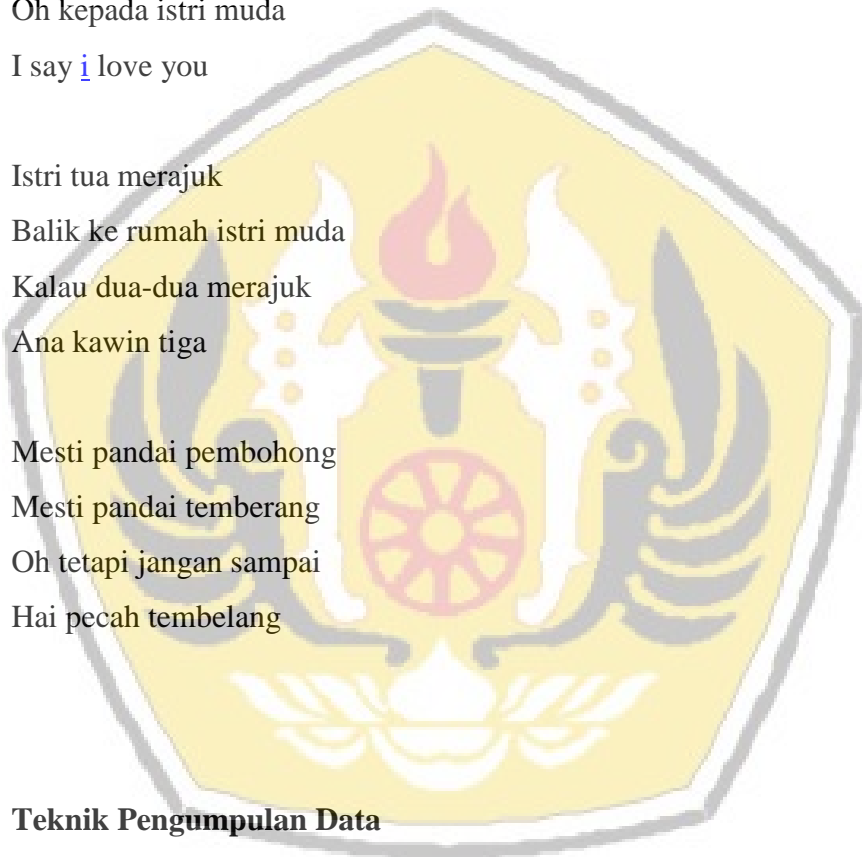 Oh kepada istri muda
I say i love you
Istri tua merajuk
Balik ke rumah istri muda
Kalau dua-dua merajuk
Ana kawin tiga
Mesti pandai pembohong
Mesti pandai temberang
Oh tetapi jangan sampai
Hai pecah tembelang
Teknik Pengumpulan Data